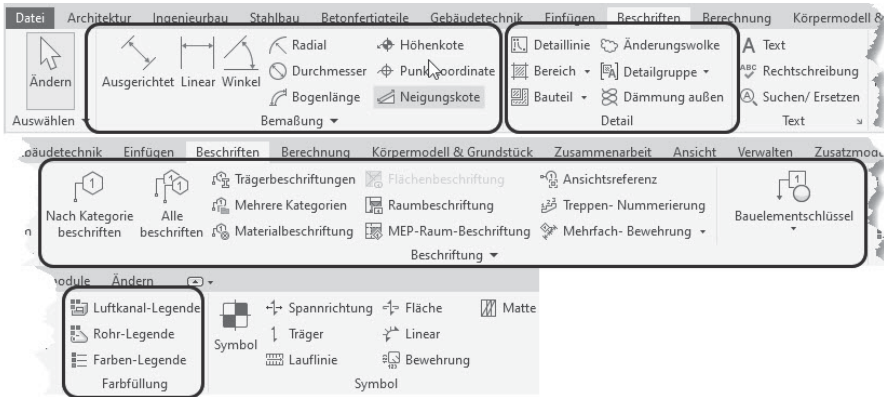 Datei Architektur Ingenieurbau Stahlbau Betonfertigteile Gebäudetechnik Einfügen Beschriften Berechnung Körpermodell &
Ändern
Auswählen
Ausgerichtet Linear Winkel
Radial
Durchmesser
Bogenlänge
Höhenkote
Neigungskote
Bemaßung
Detaillinie Änderungswolke
Bereich Detailgruppe
Bauteil Dämmung außen
Detail
A Text
ABC Rechtschreibung
Suchen/ Ersetzen
Text
Einfügen Beschriften Berechnung Körpermodell & Grundstück Zusammenarbeit Ansicht Verwalten
Nach Kategorie beschriften
Alle beschriften
Trägerbeschriftungen
Mehrere Kategorien
Materialbeschriftung
Flächenbeschriftung
Raumbeschriftung
MEP-Raum-Beschriftung
Ansichtsreferenz
Treppen- Nummerierung
Mehrfach- Bewehrung
Bauelementschlüssel
Beschriftung
Ändern
Luftkanal-Legende
Rohr-Legende
Farben-Legende
Farbfüllung
Symbol
Spannrichtung
Träger
Lauflinie
Fläche
Linear
Bewehrung
Matte
Symbol